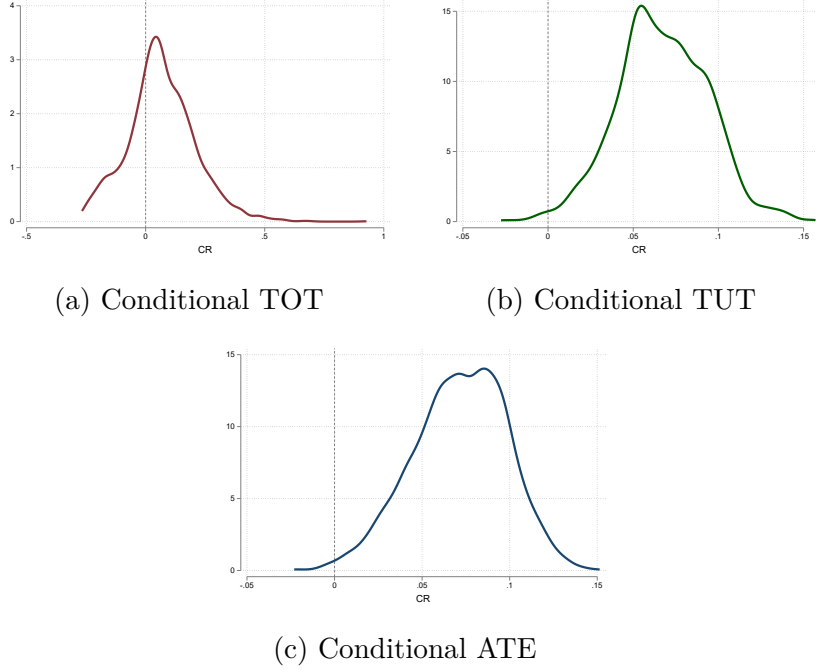 4
3
2
1
0
-.5 0 .5 1
CR
(a) Conditional TOT
15
10
5
0
-.05 0 .05 .1 .15
CR
(b) Conditional TUT
15
10
5
0
-.05 0 .05 .1 .15
CR
(c) Conditional ATE